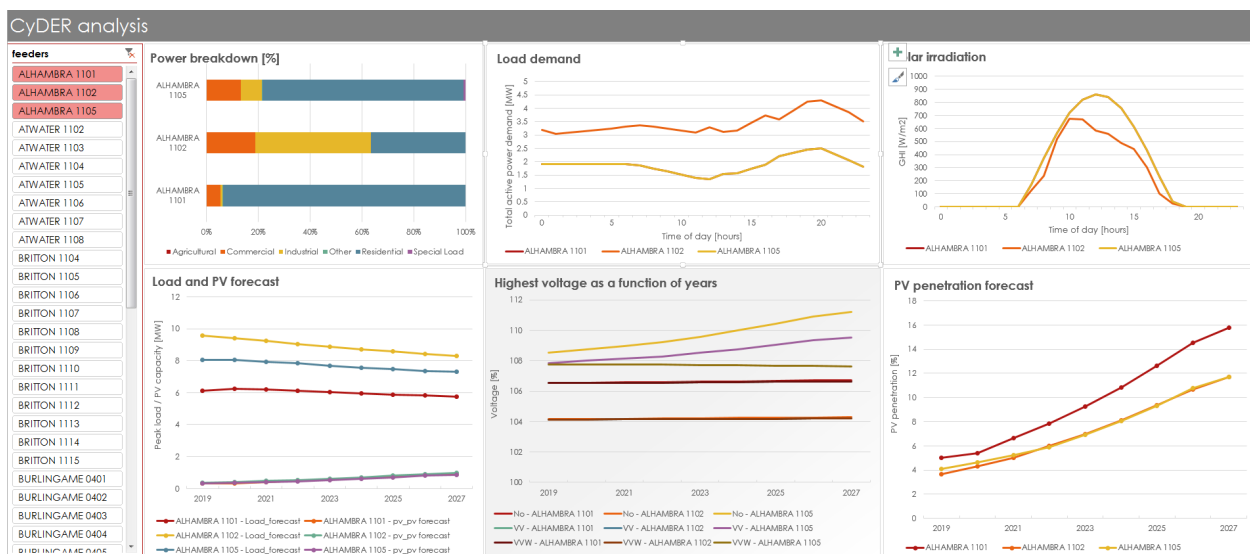 CyDER analysis
feeders
ALHAMBRA 1101
ALHAMBRA 1102
ALHAMBRA 1105
ATWATER 1102
ATWATER 1103
ATWATER 1104
ATWATER 1105
ATWATER 1106
ATWATER 1107
ATWATER 1108
BRITTON 1104
BRITTON 1105
BRITTON 1106
BRITTON 1107
BRITTON 1108
BRITTON 1109
BRITTON 1110
BRITTON 1111
BRITTON 1112
BRITTON 1113
BRITTON 1114
BRITTON 1115
BURLINGAME 0401
BURLINGAME 0402
BURLINGAME 0403
BURLINGAME 0404
BURLINGAME 0405
Power breakdown [%]
ALHAMBRA
1105
ALHAMBRA
1102
ALHAMBRA
1101
0% 20% 40% 60% 80% 100%
Agricultural Commercial Industrial Other Residential Special Load
Load demand
Total active power demand [MW]
5
4.5
4
3.5
3
2.5
2
1.5
1
0.5
0
0 5 10 15 20
Time of day [hours]
ALHAMBRA 1101 ALHAMBRA 1102 ALHAMBRA 1105
lar irradiation
GHI [W/m2]
1000
900
800
700
600
500
400
300
200
100
0
0 5 10 15 20
Time of day [hours]
ALHAMBRA 1101 ALHAMBRA 1102 ALHAMBRA 1105
Load and PV forecast
Peak load / PV capacity [MW]
12
10
8
6
4
2
0
2019 2021 2023 2025 2027
ALHAMBRA 1101 - Load_forecast ALHAMBRA 1101 - pv_pv forecast
ALHAMBRA 1102 - Load_forecast ALHAMBRA 1102 - pv_pv forecast
ALHAMBRA 1105 - Load_forecast ALHAMBRA 1105 - pv_pv forecast
Highest voltage as a function of years
Voltage [%]
112
110
108
106
104
102
100
2019 2021 2023 2025 2027
No - ALHAMBRA 1101 No - ALHAMBRA 1102 No - ALHAMBRA 1105
VV - ALHAMBRA 1101 VV - ALHAMBRA 1102 VV - ALHAMBRA 1105
VVW - ALHAMBRA 1101 VVW - ALHAMBRA 1102 VVW - ALHAMBRA 1105
PV penetration forecast
PV penetration [%]
18
16
14
12
10
8
6
4
2
0
2019 2021 2023 2025 2027
ALHAMBRA 1101 ALHAMBRA 1102 ALHAMBRA 1105